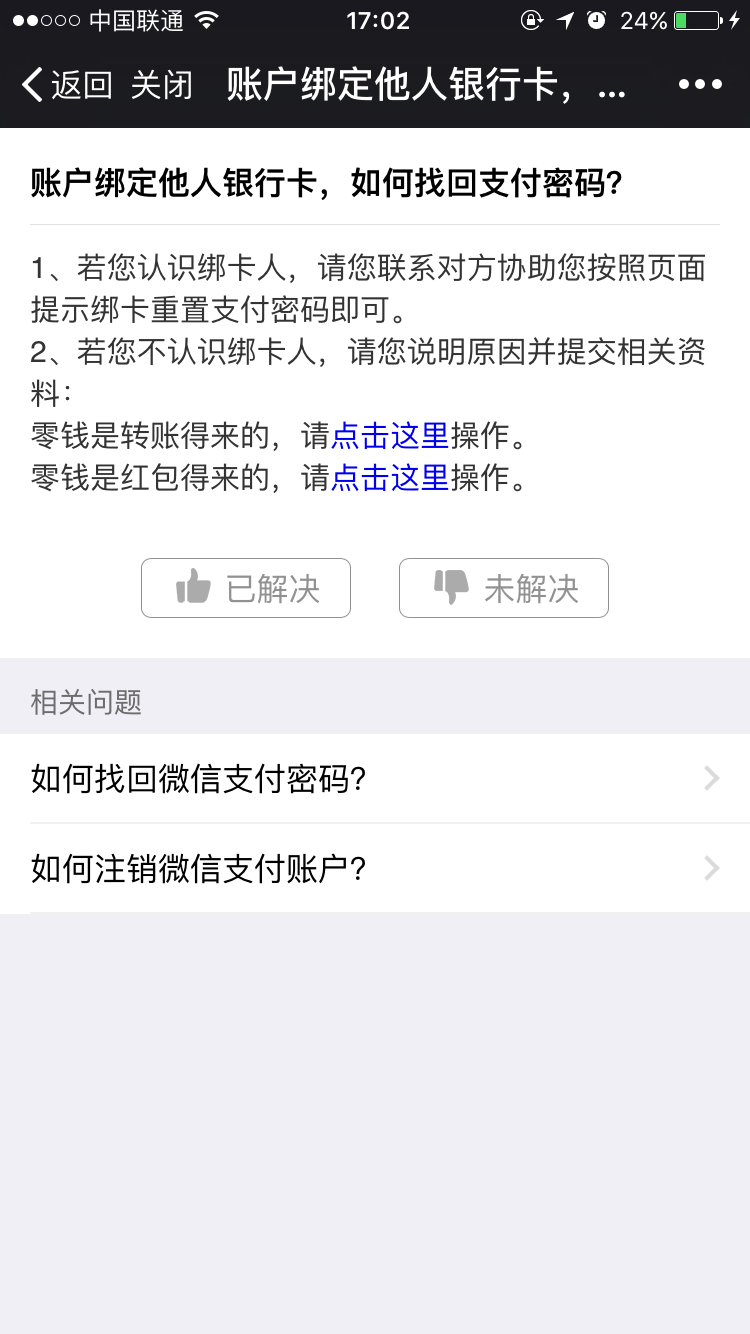 中国联通 17:02 24%
返回 关闭 账户绑定他人银行卡，...
账户绑定他人银行卡，如何找回支付密码？
1、若您认识绑卡人，请您联系对方协助您按照页面
提示绑卡重置支付密码即可。
2、若您不认识绑卡人，请您说明原因并提交相关资
料：
零钱是转账得来的，请点击这里操作。
零钱是红包得来的，请点击这里操作。
已解决 未解决
相关问题
如何找回微信支付密码？
如何注销微信支付账户？